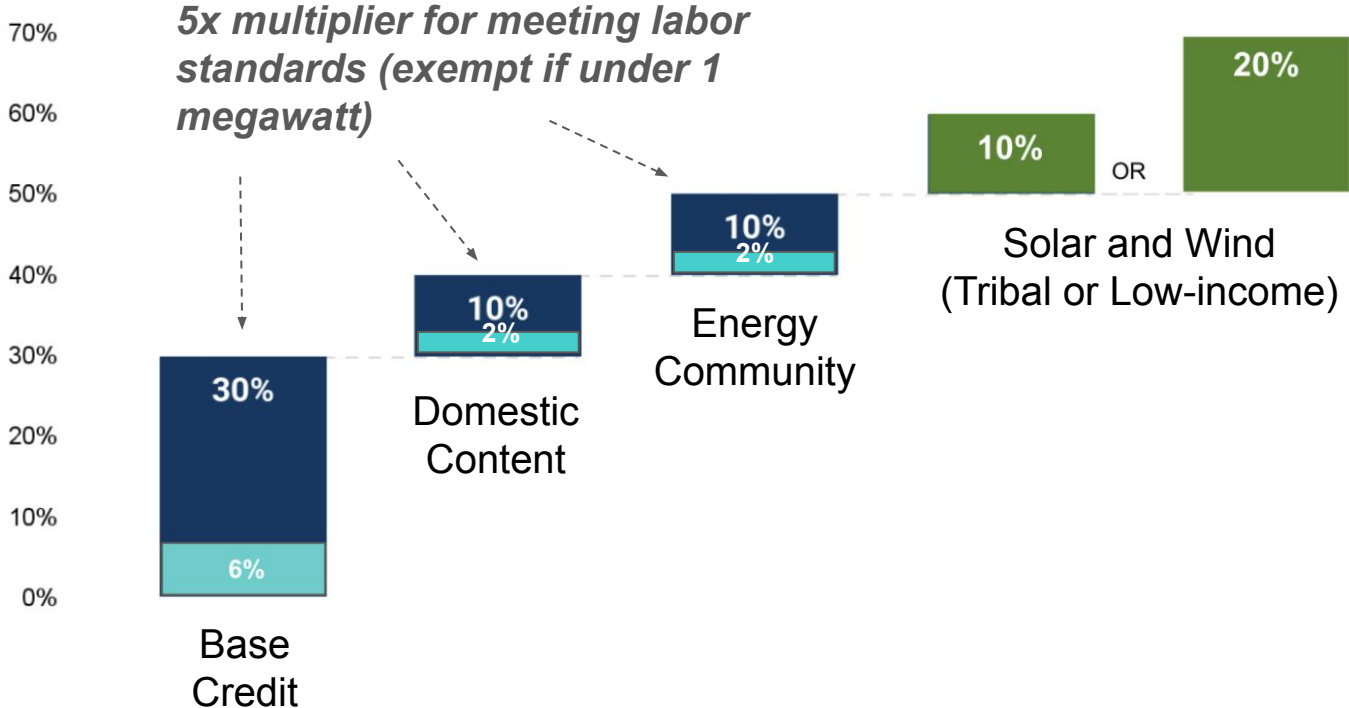 5x multiplier for meeting labor
standards (exempt if under 1
megawatt)
70%
60%
50%
40%
30%
20%
10%
0%
30%
6%
Base
Credit
10%
2%
Domestic
Content
10%
2%
Energy
Community
10%
OR
20%
Solar and Wind
(Tribal or Low-income)